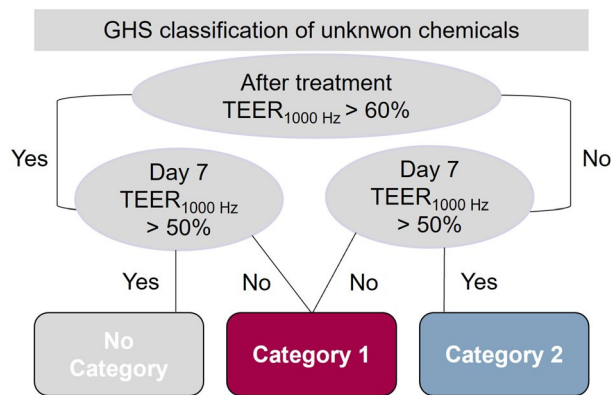 GHS classification of unknwon chemicals
After treatment
TEER1000 Hz > 60%
Yes
No
Day 7
TEER1000 Hz
> 50%
Day 7
TEER1000 Hz
> 50%
Yes
No
No
Yes
No
Category
Category 1
Category 2